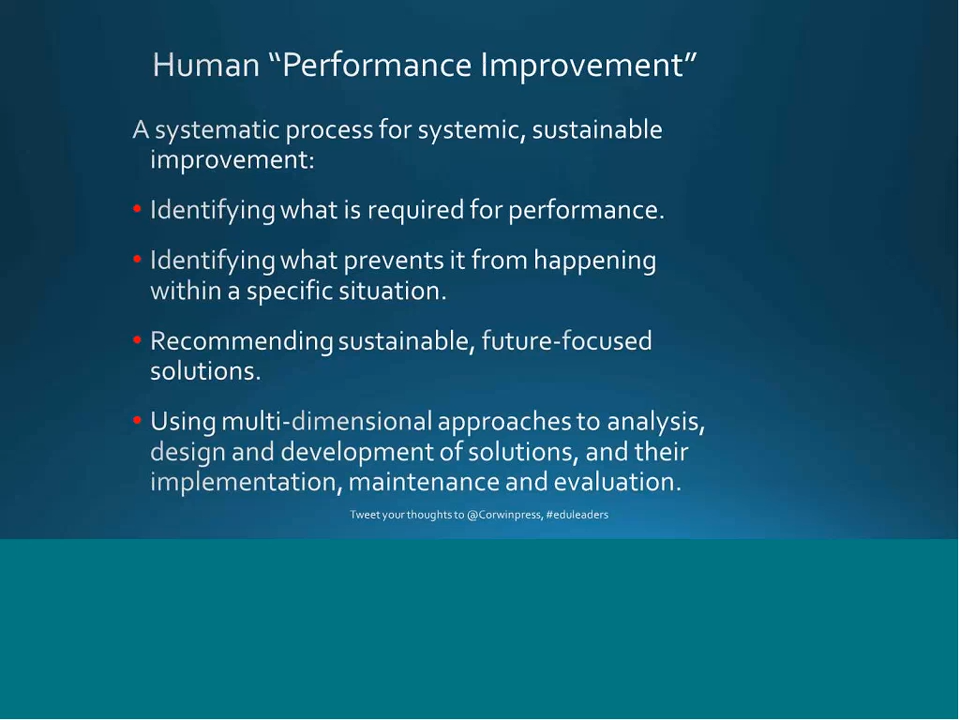 Human “Performance Improvement”
A systematic process for systemic, sustainable
improvement:
• Identifying what is required for performance.
• Identifying what prevents it from happening
within a specific situation.
• Recommending sustainable, future-focused
solutions.
• Using multi-dimensional approaches to analysis,
design and development of solutions, and their
implementation, maintenance and evaluation.
Tweet your thoughts to @Corwinpress, #eduleaders